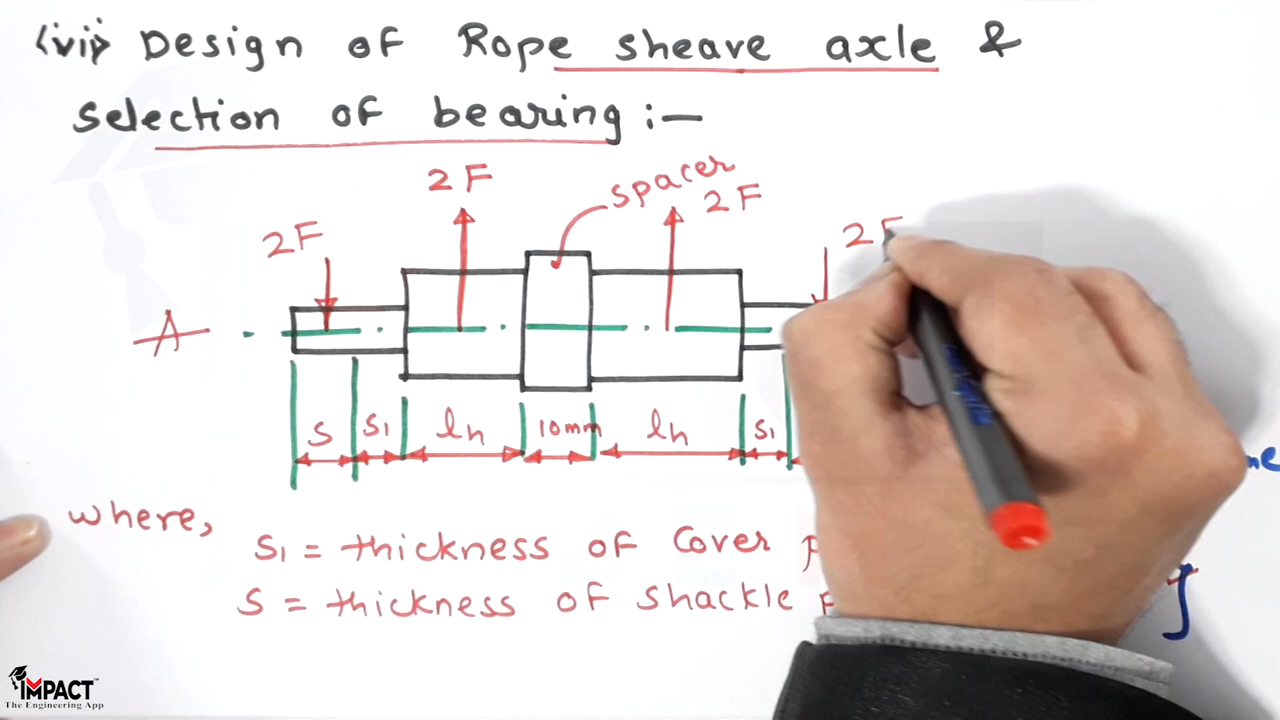 (vi) Design of Rope sheave axle &
selection of bearing :-
spacer
2F 2F
2F 2F
A
S S1 lh 10mm lh S1
where,
S1 = thickness of Cover
S = thickness of shackle
IMPACT
The Engineering App